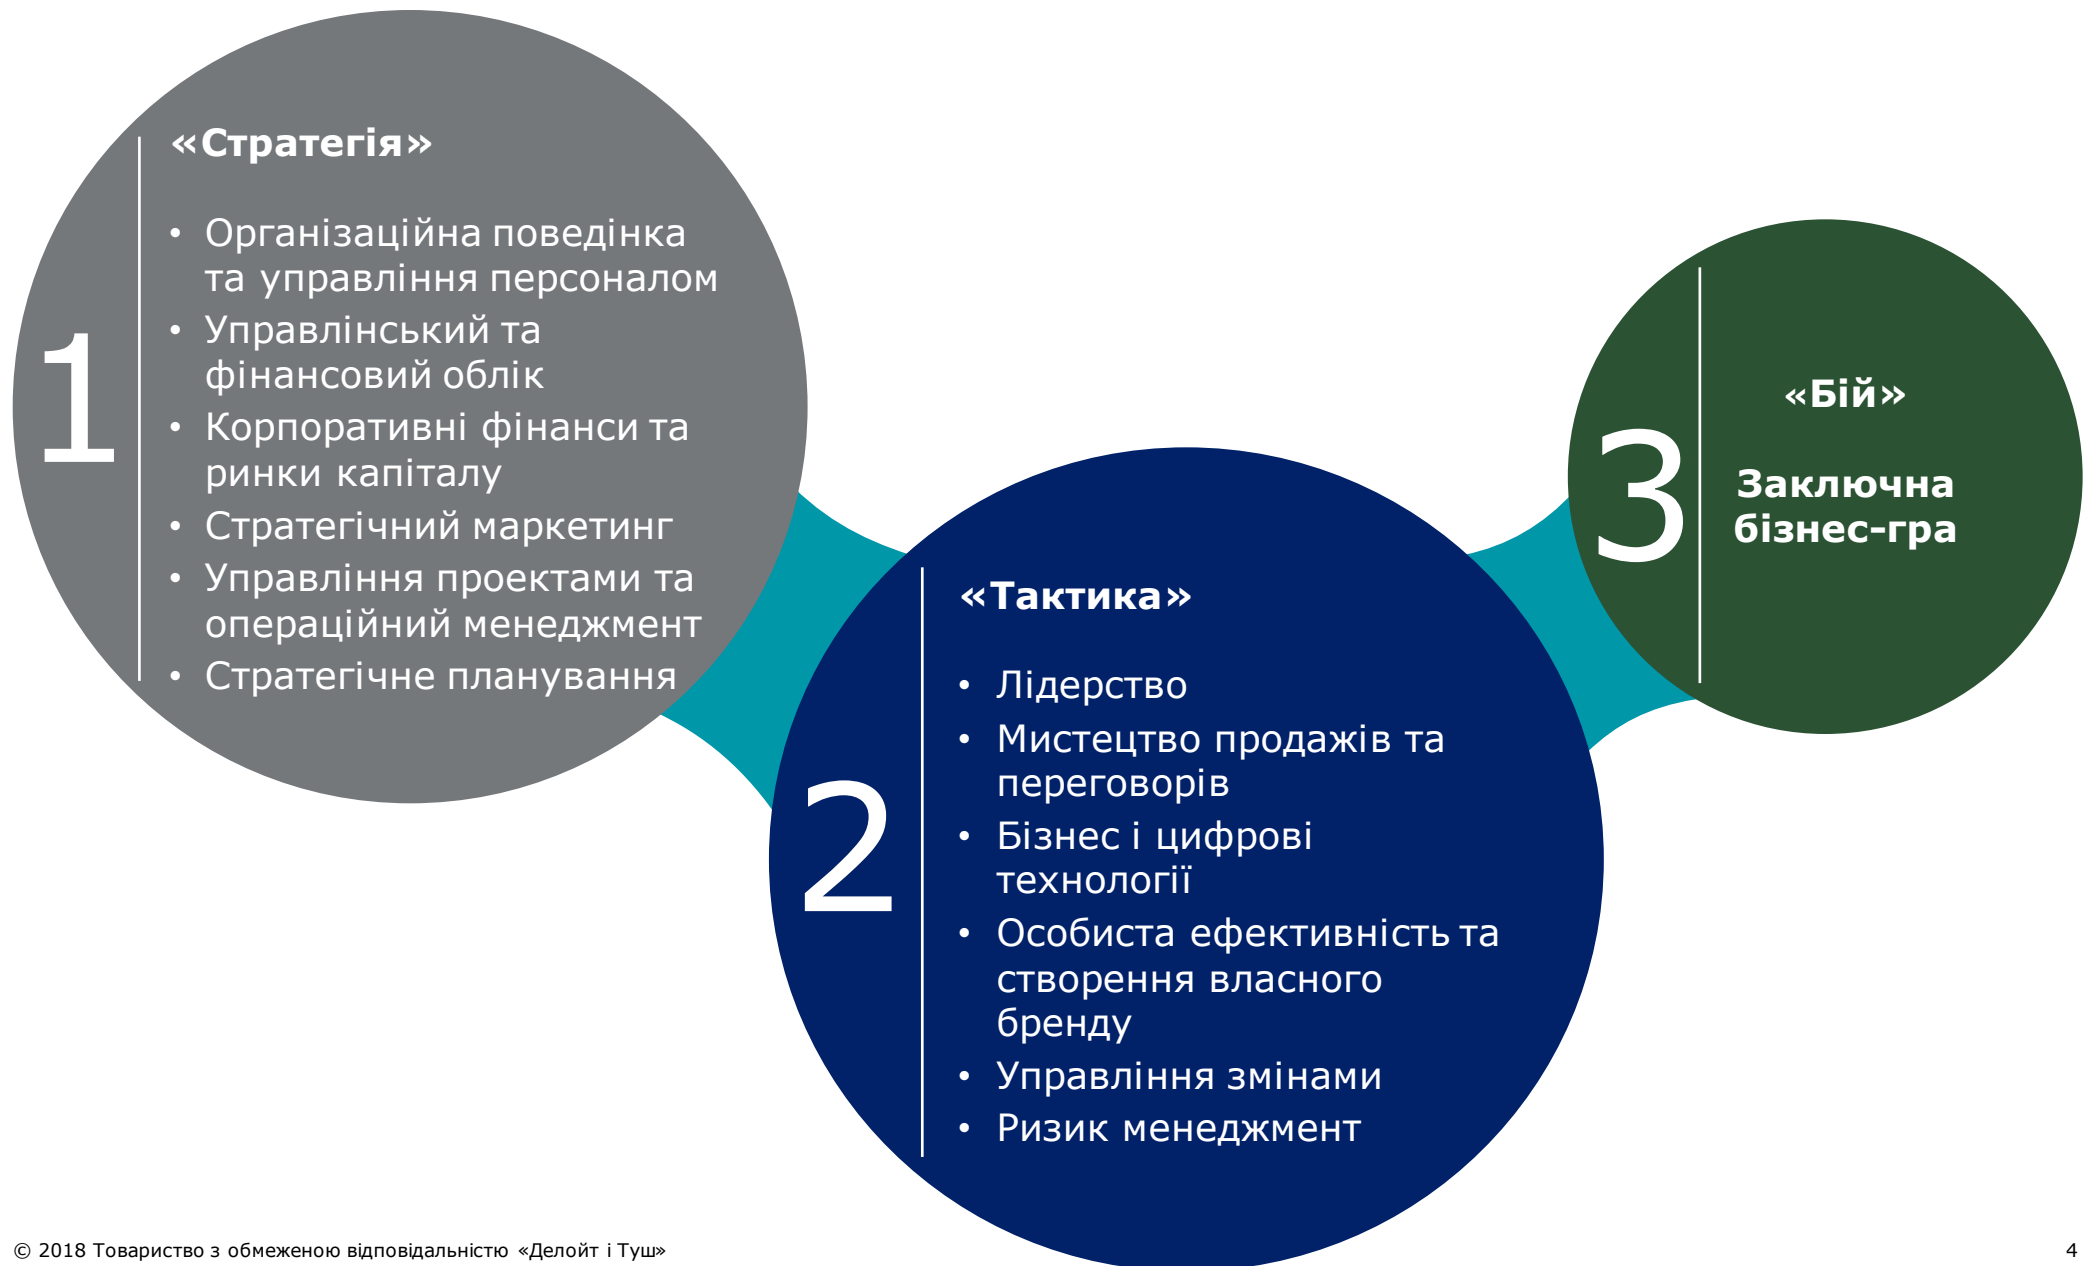 1
«Стратегія»
• Організаційна поведінка
та управління персоналом
• Управлінський та
фінансовий облік
• Корпоративні фінанси та
ринки капіталу
• Стратегічний маркетинг
• Управління проектами та
операційний менеджмент
• Стратегічне планування
2
«Тактика»
• Лідерство
• Мистецтво продажів та
переговорів
• Бізнес і цифрові
технології
• Особиста ефективність та
створення власного
бренду
• Управління змінами
• Ризик менеджмент
3
«Бій»
Заключна
бізнес-гра
© 2018 Товариство з обмеженою відповідальністю «Делойт і Туш»
4